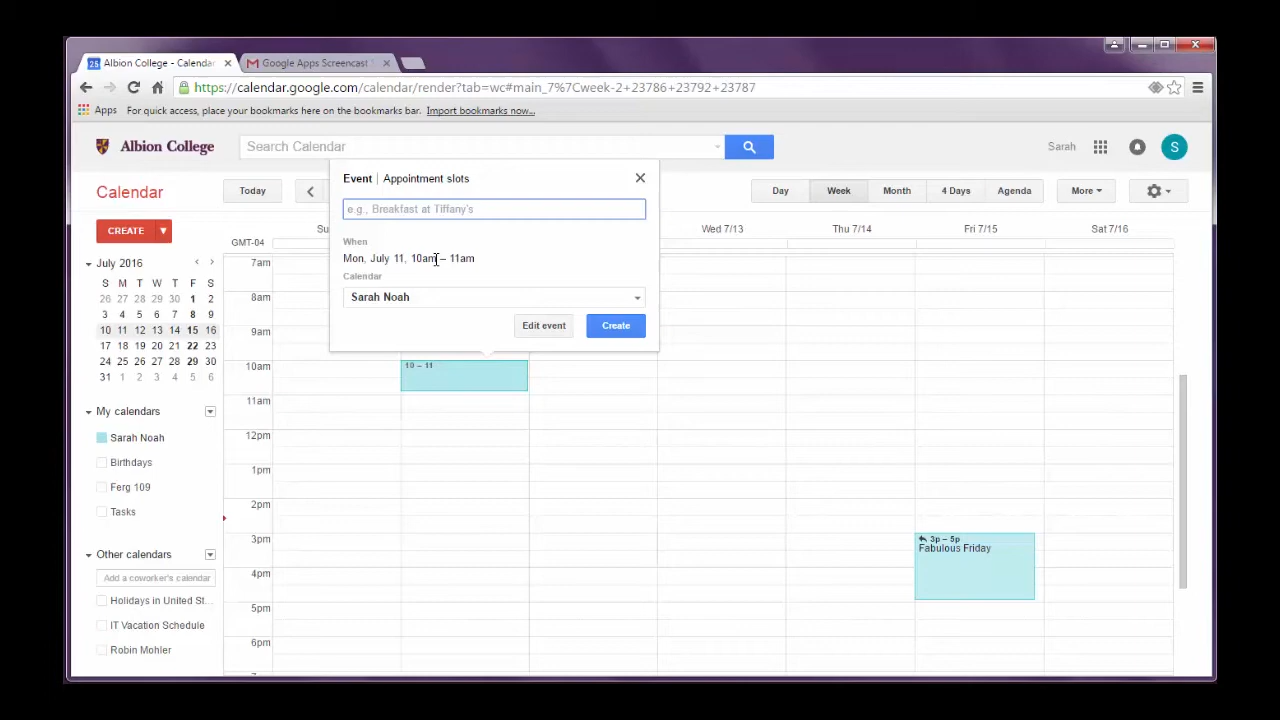 Albion College - Calendar
Google Apps Screencast
https://calendar.google.com/calendar/render?tab=wc#main_7%7Cweek-2+23786+23792+23787
Apps For quick access, place your bookmarks here on the bookmarks bar. Import bookmarks now...
Albion College
Search Calendar
Sarah
S
Calendar
Today
Day
Week
Month
4 Days
Agenda
More
Event | Appointment slots
e.g., Breakfast at Tiffany's
When
Mon, July 11, 10am – 11am
Calendar
Sarah Noah
Edit event
Create
CREATE
July 2016
S M T W T F S
26 27 28 29 30 1 2
3 4 5 6 7 8 9
10 11 12 13 14 15 16
17 18 19 20 21 22 23
24 25 26 27 28 29 30
31 1 2 3 4 5 6
My calendars
Sarah Noah
Birthdays
Ferg 109
Tasks
Other calendars
Add a coworker's calendar
Holidays in United St...
IT Vacation Schedule
Robin Mohler
GMT-04
Su
Wed 7/13
Thu 7/14
Fri 7/15
Sat 7/16
7am
8am
9am
10am
11am
12pm
1pm
2pm
3pm
4pm
5pm
6pm
10 – 11
3p – 5p
Fabulous Friday